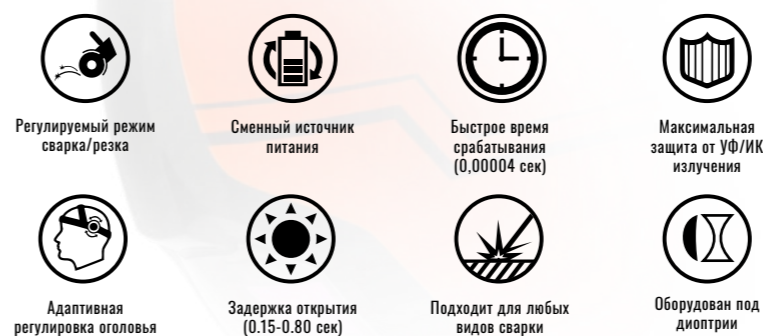 Регулируемый режим
сварка/резка
Сменный источник
питания
Быстрое время
срабатывания
(0,00004 сек)
Максимальная
защита от УФ/ИК
излучения
Адаптивная
регулировка оголовья
Задержка открытия
(0.15-0.80 сек)
Подходит для любых
видов сварки
Оборудован под
диоптрии